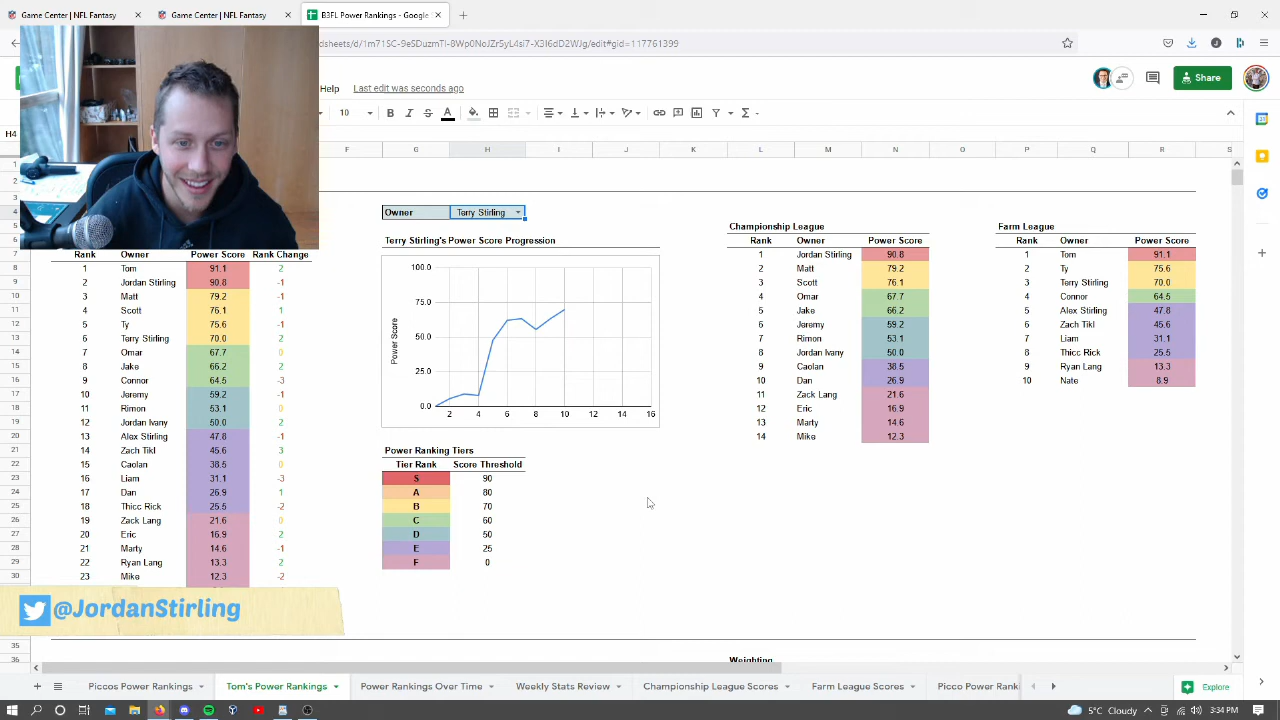 Game Center | NFL Fantasy
Game Center | NFL Fantasy
B3FL Power Rankings - Google
Help
Last edit was seconds ago
Share
10
H4
F G H I J K L M N O P Q R S
Owner Terry Stirling
Championship League
Farm League
Terry Stirling's Power Score Progression
Rank Owner Power Score
Rank Owner Power Score
Rank Owner Power Score Rank Change
1 Tom 91.1 2
2 Jordan Stirling 90.8 -1
3 Matt 79.2 -1
4 Scott 76.1 1
5 Ty 75.6 -1
6 Terry Stirling 70.0 2
7 Omar 67.7 0
8 Jake 66.2 2
9 Connor 64.5 -3
10 Jeremy 59.2 -1
11 Rimon 53.1 0
12 Jordan Ivany 50.0 2
13 Alex Stirling 47.8 -1
14 Zach Tikl 45.6 3
15 Caolan 38.5 0
16 Liam 31.1 -3
17 Dan 26.9 1
18 Thicc Rick 25.5 -2
19 Zack Lang 21.6 0
20 Eric 16.9 2
21 Marty 14.6 -1
22 Ryan Lang 13.3 2
23 Mike 12.3 -2
Power Score
100.0
75.0
50.0
25.0
0.0
2 4 6 8 10 12 14 16
Power Ranking Tiers
Tier Rank Score Threshold
S 90
A 80
B 70
C 60
D 50
E 25
F 0
1 Jordan Stirling 90.8
2 Matt 79.2
3 Scott 76.1
4 Omar 67.7
5 Jake 66.2
6 Jeremy 59.2
7 Rimon 53.1
8 Jordan Ivany 50.0
9 Caolan 38.5
10 Dan 26.9
11 Zack Lang 21.6
12 Eric 16.9
13 Marty 14.6
14 Mike 12.3
1 Tom 91.1
2 Ty 75.6
3 Terry Stirling 70.0
4 Connor 64.5
5 Alex Stirling 47.8
6 Zach Tikl 45.6
7 Liam 31.1
8 Thicc Rick 25.5
9 Ryan Lang 13.3
10 Nate 8.9
@JordanStirling
Weighting
Piccos Power Rankings
Tom's Power Rankings
Power Rankings Over Time
Weekly Stats Review
Championship League Scores
Farm League Scores
Picco Power Ranki
Explore
5°C Cloudy
3:34 PM